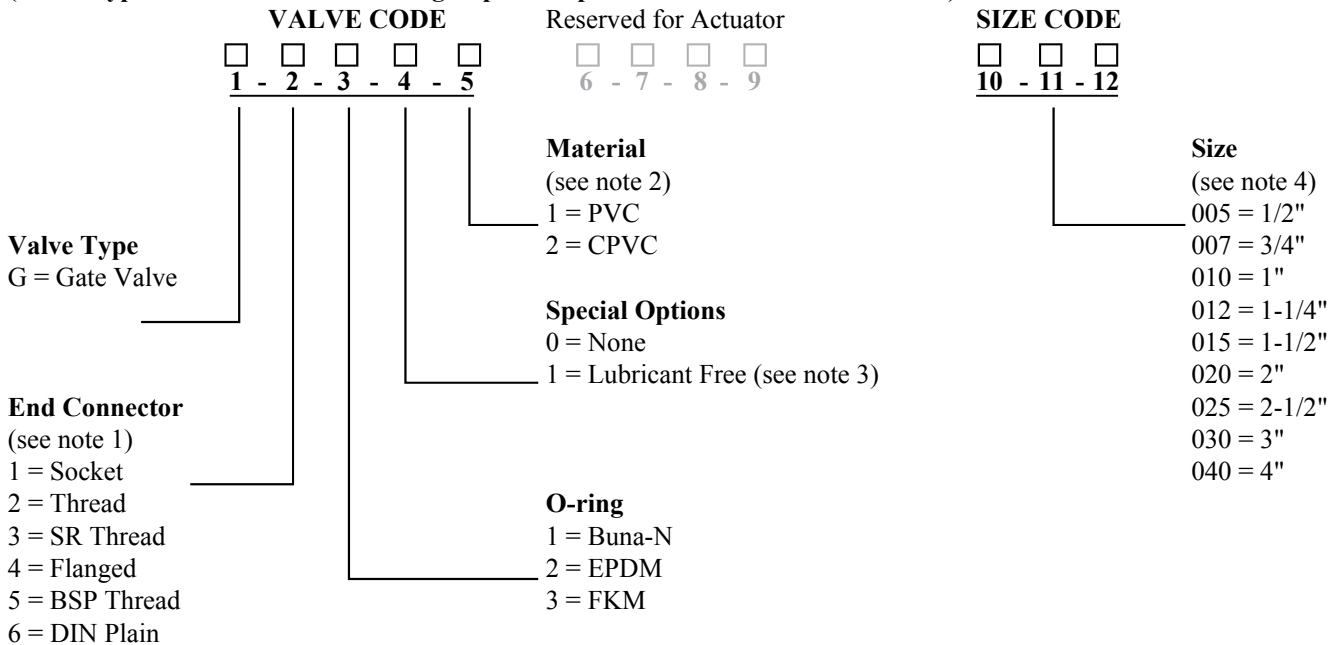 VALVE CODE
Reserved for Actuator
SIZE CODE
1 - 2 - 3 - 4 - 5
6 - 7 - 8 - 9
10 - 11 - 12
Valve Type
G = Gate Valve
End Connector
(see note 1)
1 = Socket
2 = Thread
3 = SR Thread
4 = Flanged
5 = BSP Thread
6 = DIN Plain
Material
(see note 2)
1 = PVC
2 = CPVC
Special Options
0 = None
1 = Lubricant Free (see note 3)
O-ring
1 = Buna-N
2 = EPDM
3 = FKM
Size
(see note 4)
005 = 1/2"
007 = 3/4"
010 = 1"
012 = 1-1/4"
015 = 1-1/2"
020 = 2"
025 = 2-1/2"
030 = 3"
040 = 4"